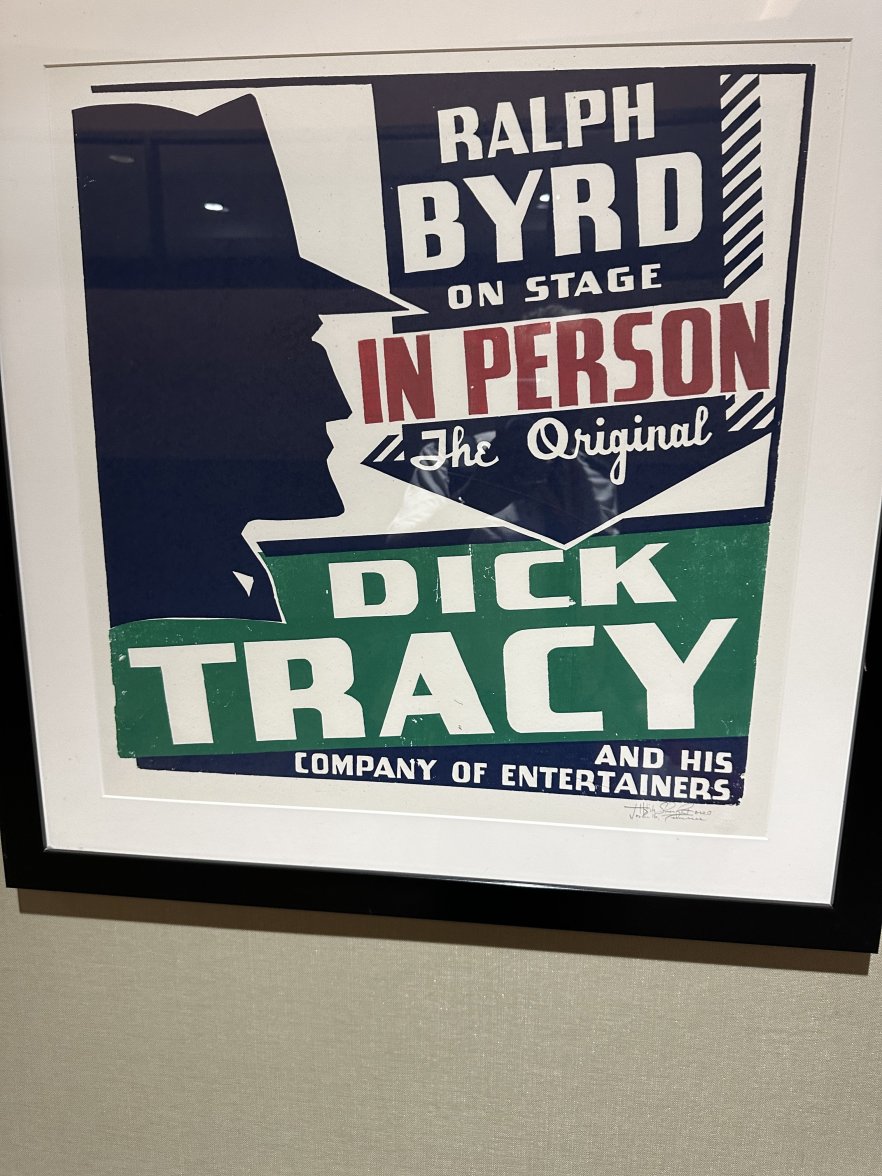 RALPH
BYRD
ON STAGE
IN PERSON
The Original
DICK
TRACY
AND HIS
COMPANY OF ENTERTAINERS